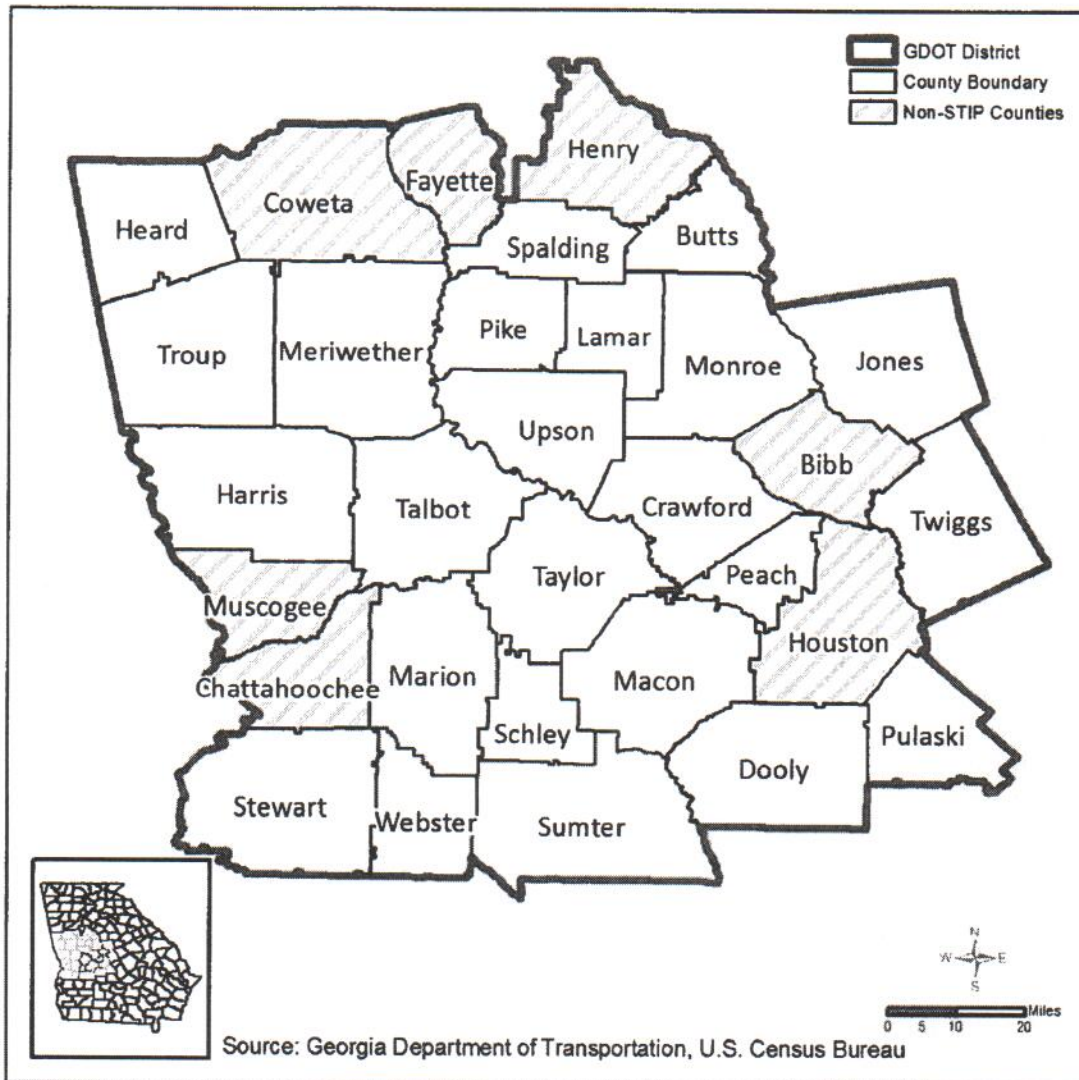 GDOT District
County Boundary
Non-STIP Counties
Henry
Fayette
Coweta
Heard
Butts
Spalding
Pike
Lamar
Troup
Meriwether
Monroe
Jones
Upson
Bibb
Harris
Talbot
Crawford
Twiggs
Taylor
Peach
Muscogee
Houston
Chattahoochee
Marion
Macon
Schley
Pulaski
Dooly
Stewart
Webster
Sumter
N
W E
S
Miles
0 5 10 20
Source: Georgia Department of Transportation, U.S. Census Bureau